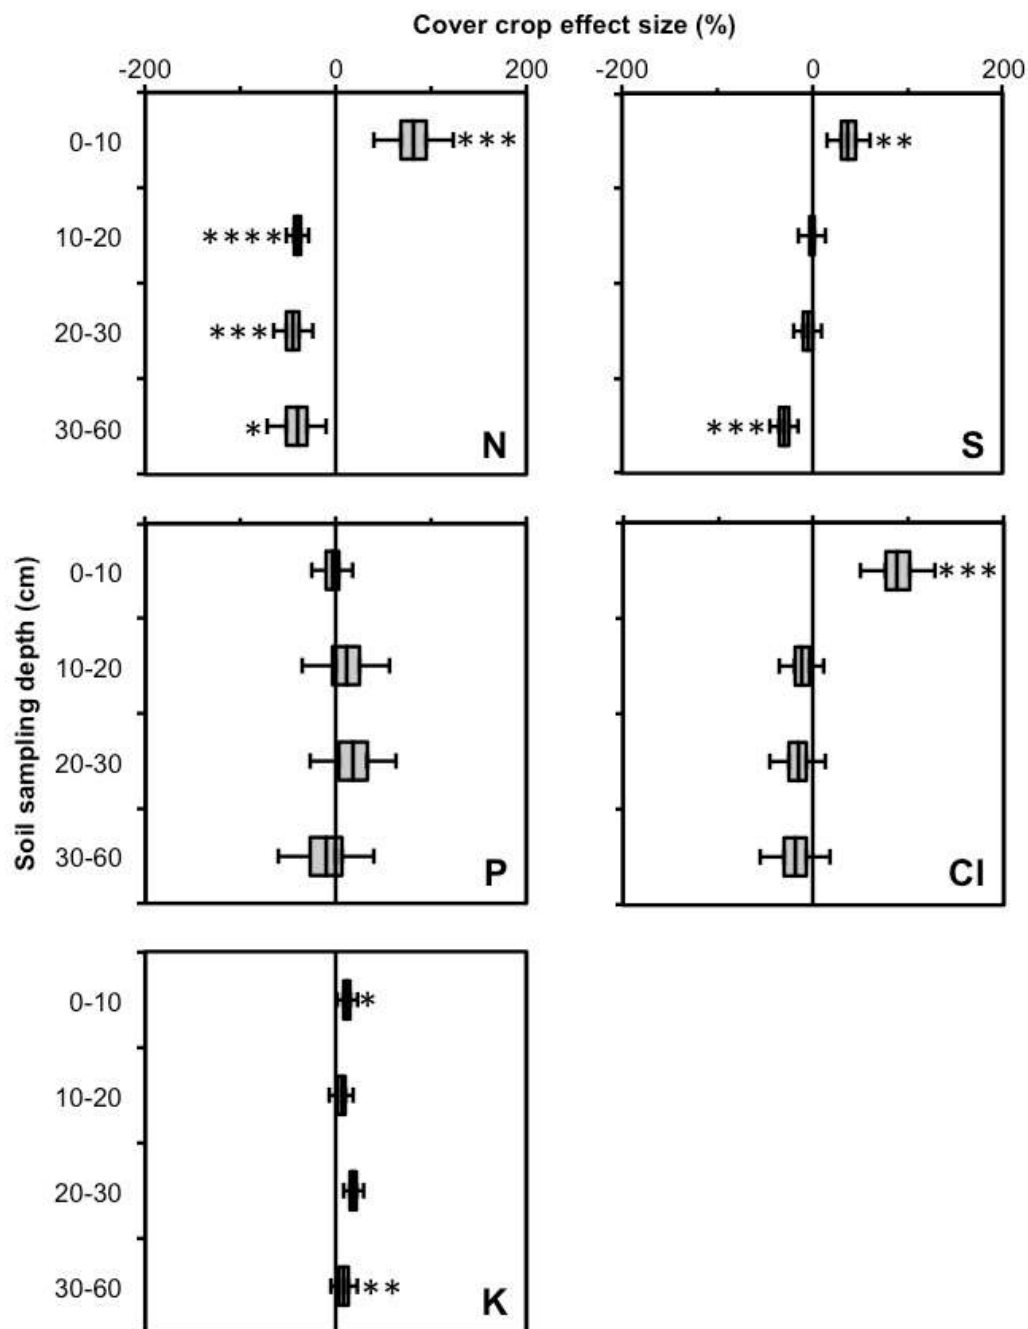 Cover crop effect size (%)
-200 0 200 -200 0 200
0-10 *** **
10-20 ****
20-30 ***
30-60 * N *** S
Soil sampling depth (cm)
0-10 ***
10-20
20-30
30-60 P Cl
0-10 *
10-20
20-30
30-60 ** K